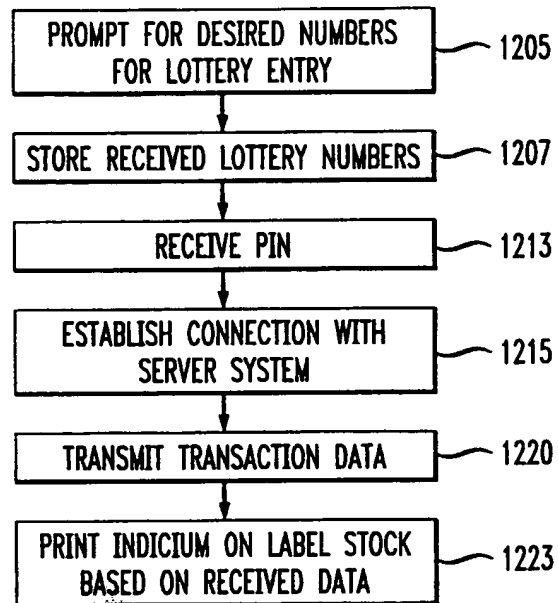 PROMPT FOR DESIRED NUMBERS
FOR LOTTERY ENTRY
1205
STORE RECEIVED LOTTERY NUMBERS
1207
RECEIVE PIN
1213
ESTABLISH CONNECTION WITH
SERVER SYSTEM
1215
TRANSMIT TRANSACTION DATA
1220
PRINT INDICIUM ON LABEL STOCK
BASED ON RECEIVED DATA
1223